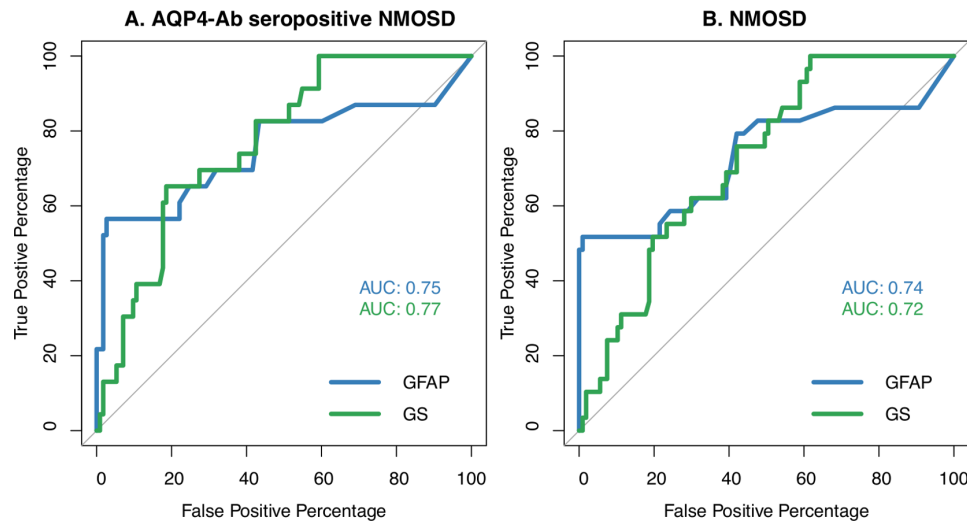 A. AQP4-Ab seropositive NMOSD
True Postive Percentage
100
80
60
40
20
0
AUC: 0.75
AUC: 0.77
GFAP
GS
0 20 40 60 80 100
False Positive Percentage
B. NMOSD
True Postive Percentage
100
80
60
40
20
0
AUC: 0.74
AUC: 0.72
GFAP
GS
0 20 40 60 80 100
False Positive Percentage